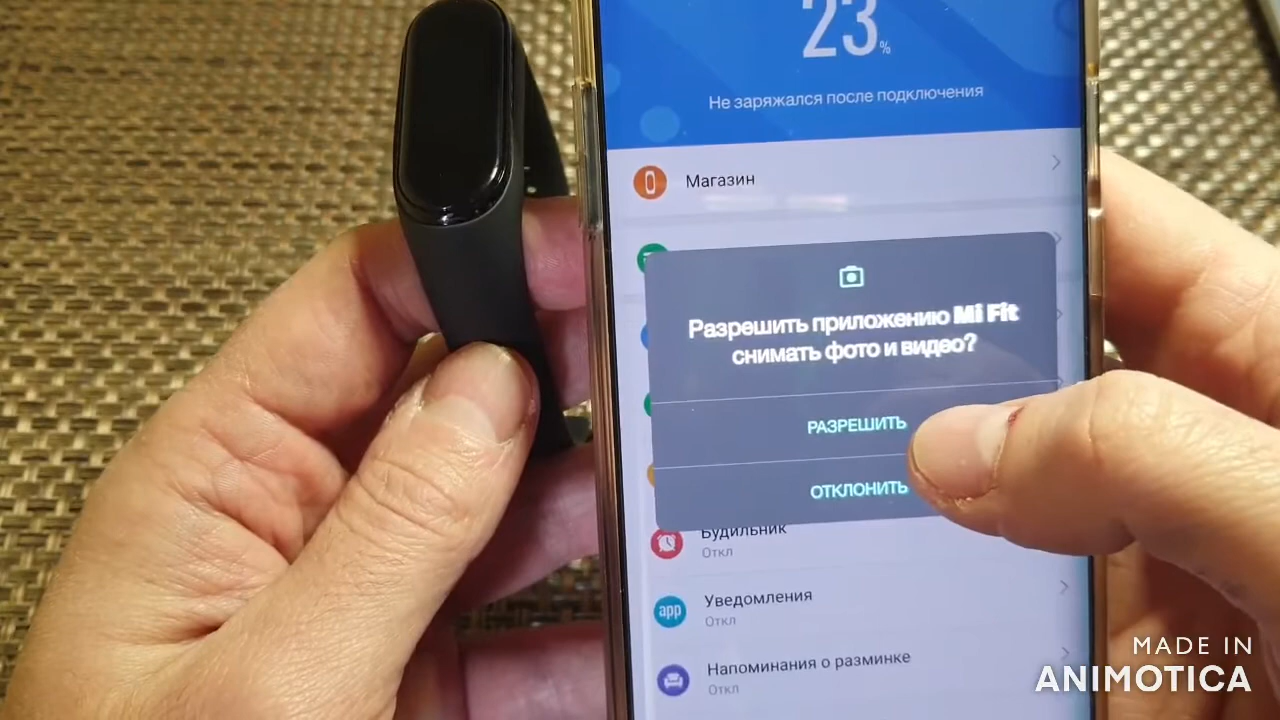 23%
Не заряжался после подключения
Магазин
Разрешить приложению Mi Fit
снимать фото и видео?
РАЗРЕШИТЬ
ОТКЛОНИТЬ
Будильник
Откл
app
Уведомления
Откл
Напоминания о разминке
Откл
MADE IN
ANIMOTICA